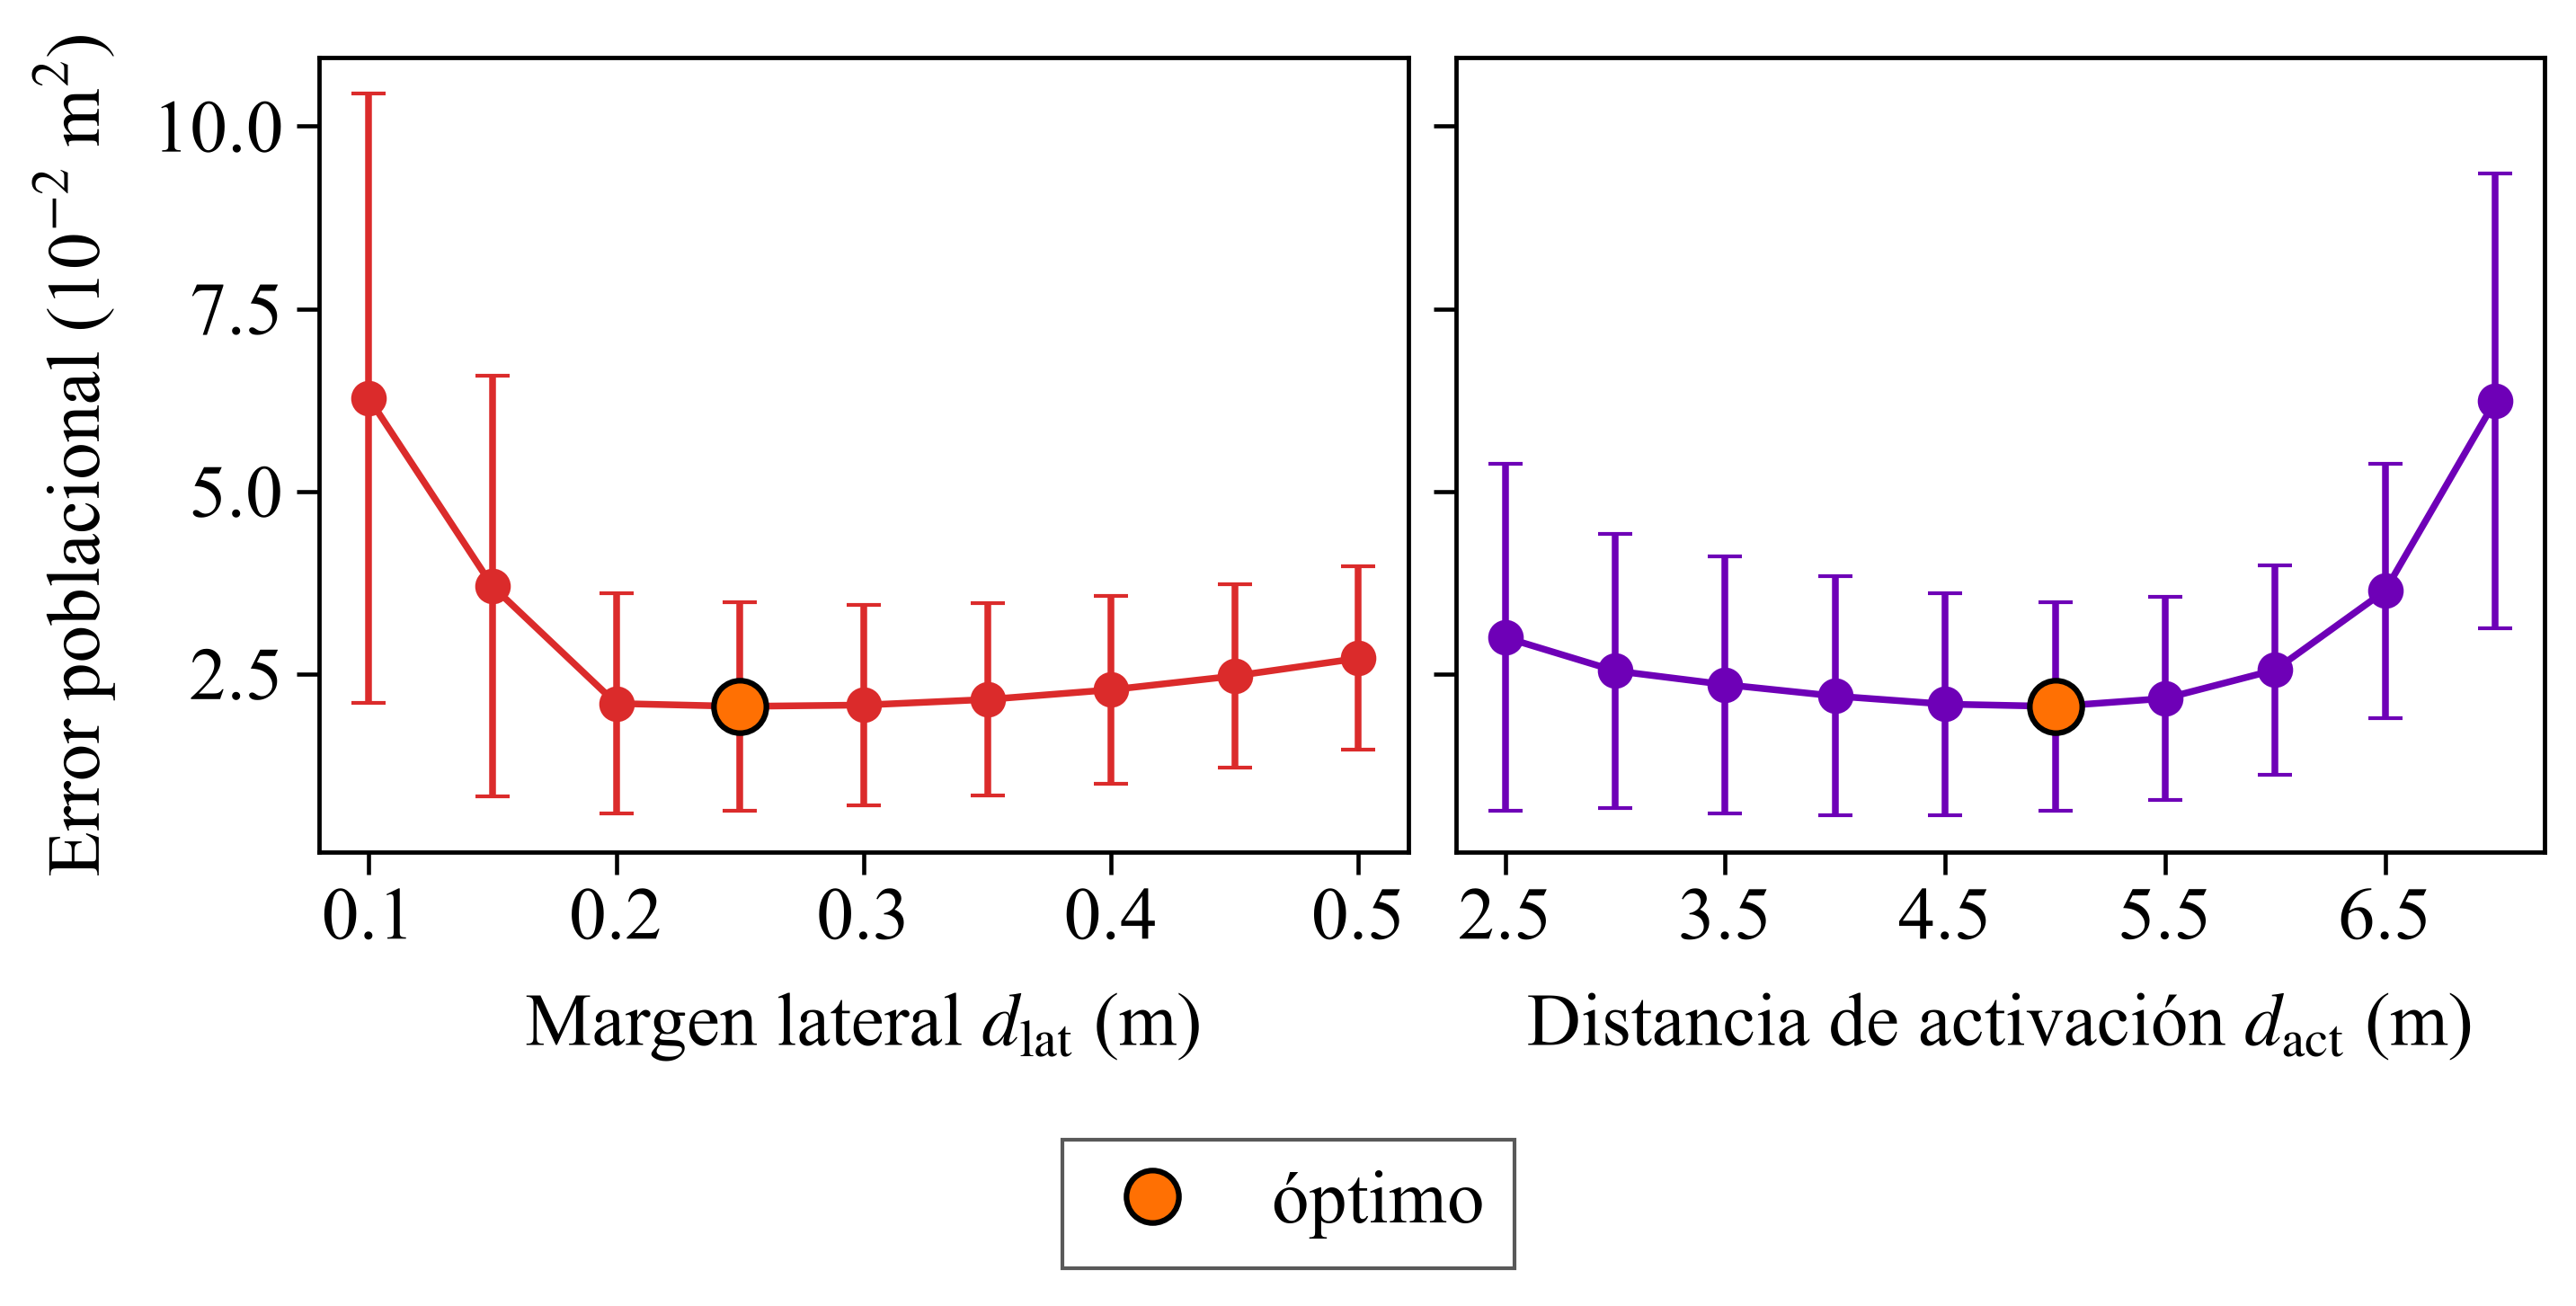 Error poblacional (10⁻² m²)
10.0
7.5
5.0
2.5
0.1 0.2 0.3 0.4 0.5
2.5 3.5 4.5 5.5 6.5
Margen lateral d_lat (m)
Distancia de activación d_act (m)
óptimo